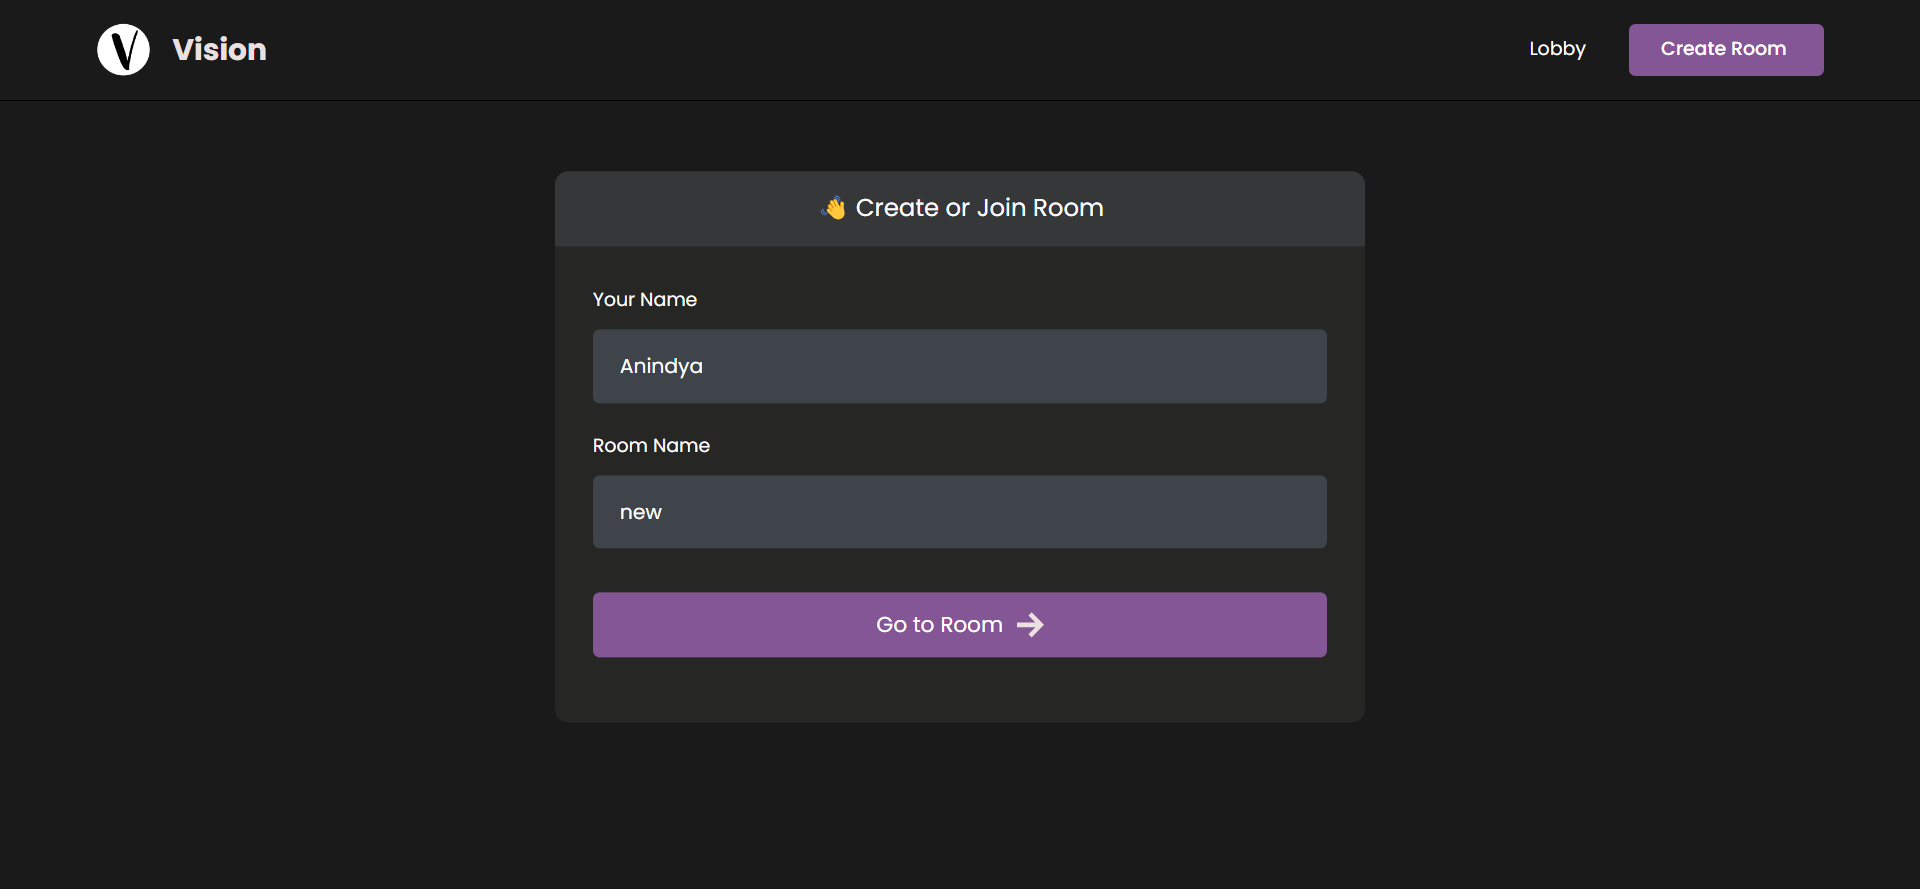 V Vision
Lobby
Create Room
👋 Create or Join Room
Your Name
Anindya
Room Name
new
Go to Room →